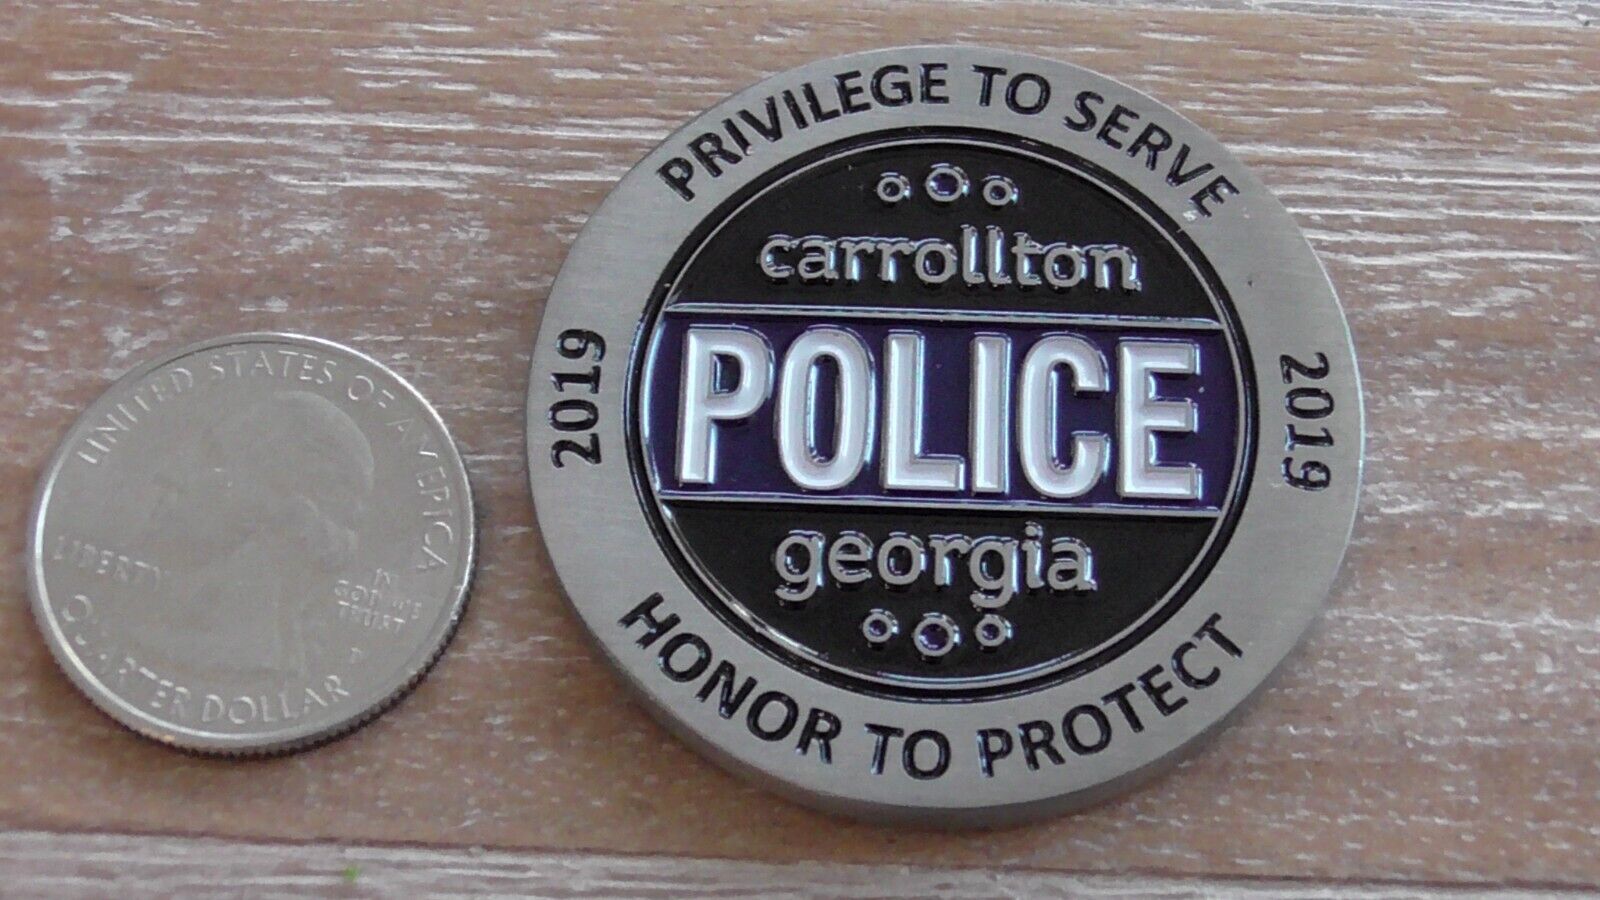 UNITED STATES OF AMERICA
LIBERTY
IN
GOD WE
TRUST
P
QUARTER DOLLAR
PRIVILEGE TO SERVE
2019
carrollton
POLICE
georgia
2019
HONOR TO PROTECT